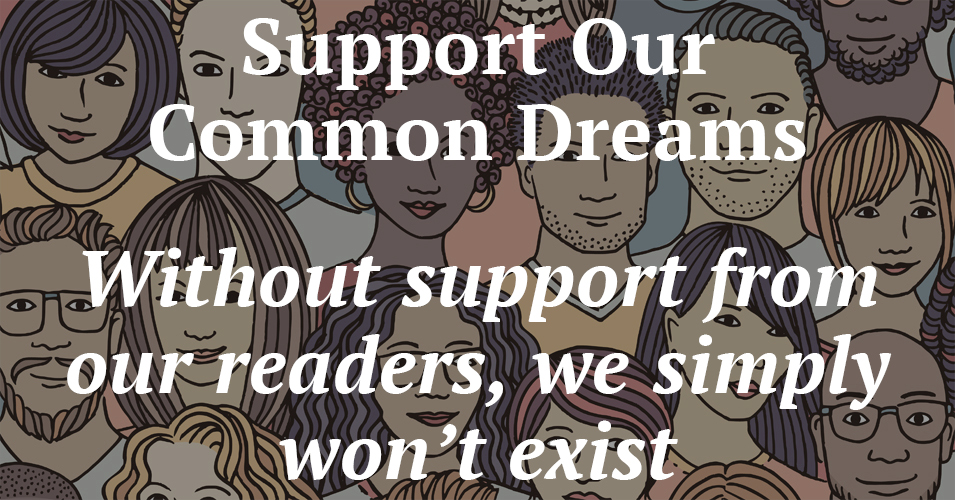 Support Our
Common Dreams
Without support from
our readers, we simply
won’t exist